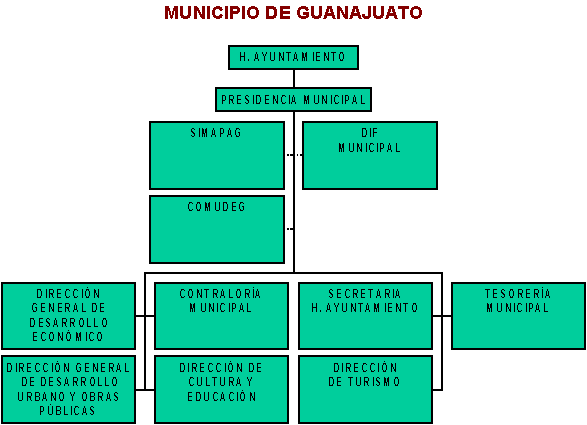 MUNICIPIO DE GUANAJUATO
H. AYUNTAMIENTO
PRESIDENCIA MUNICIPAL
SIMAPAG
DIF
MUNICIPAL
COMUDEG
DIRECCIÓN
GENERAL DE
DESARROLLO
ECONÓMICO
CONTRALORÍA
MUNICIPAL
SECRETARIA
H. AYUNTAMIENTO
TESORERÍA
MUNICIPAL
DIRECCIÓN GENERAL
DE DESARROLLO
URBANO Y OBRAS
PÚBLICAS
DIRECCIÓN DE
CULTURA Y
EDUCACIÓN
DIRECCIÓN
DE TURISMO